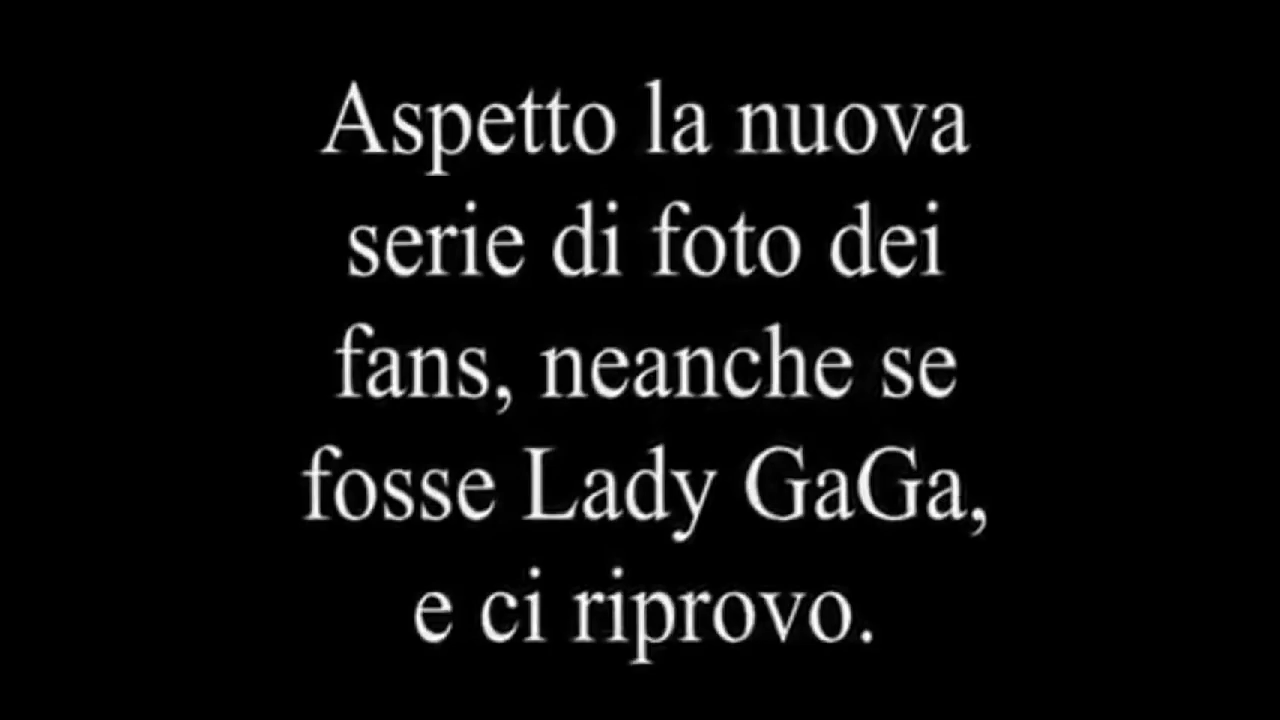 Aspetto la nuova
serie di foto dei
fans, neanche se
fosse Lady GaGa,
e ci riprovo.